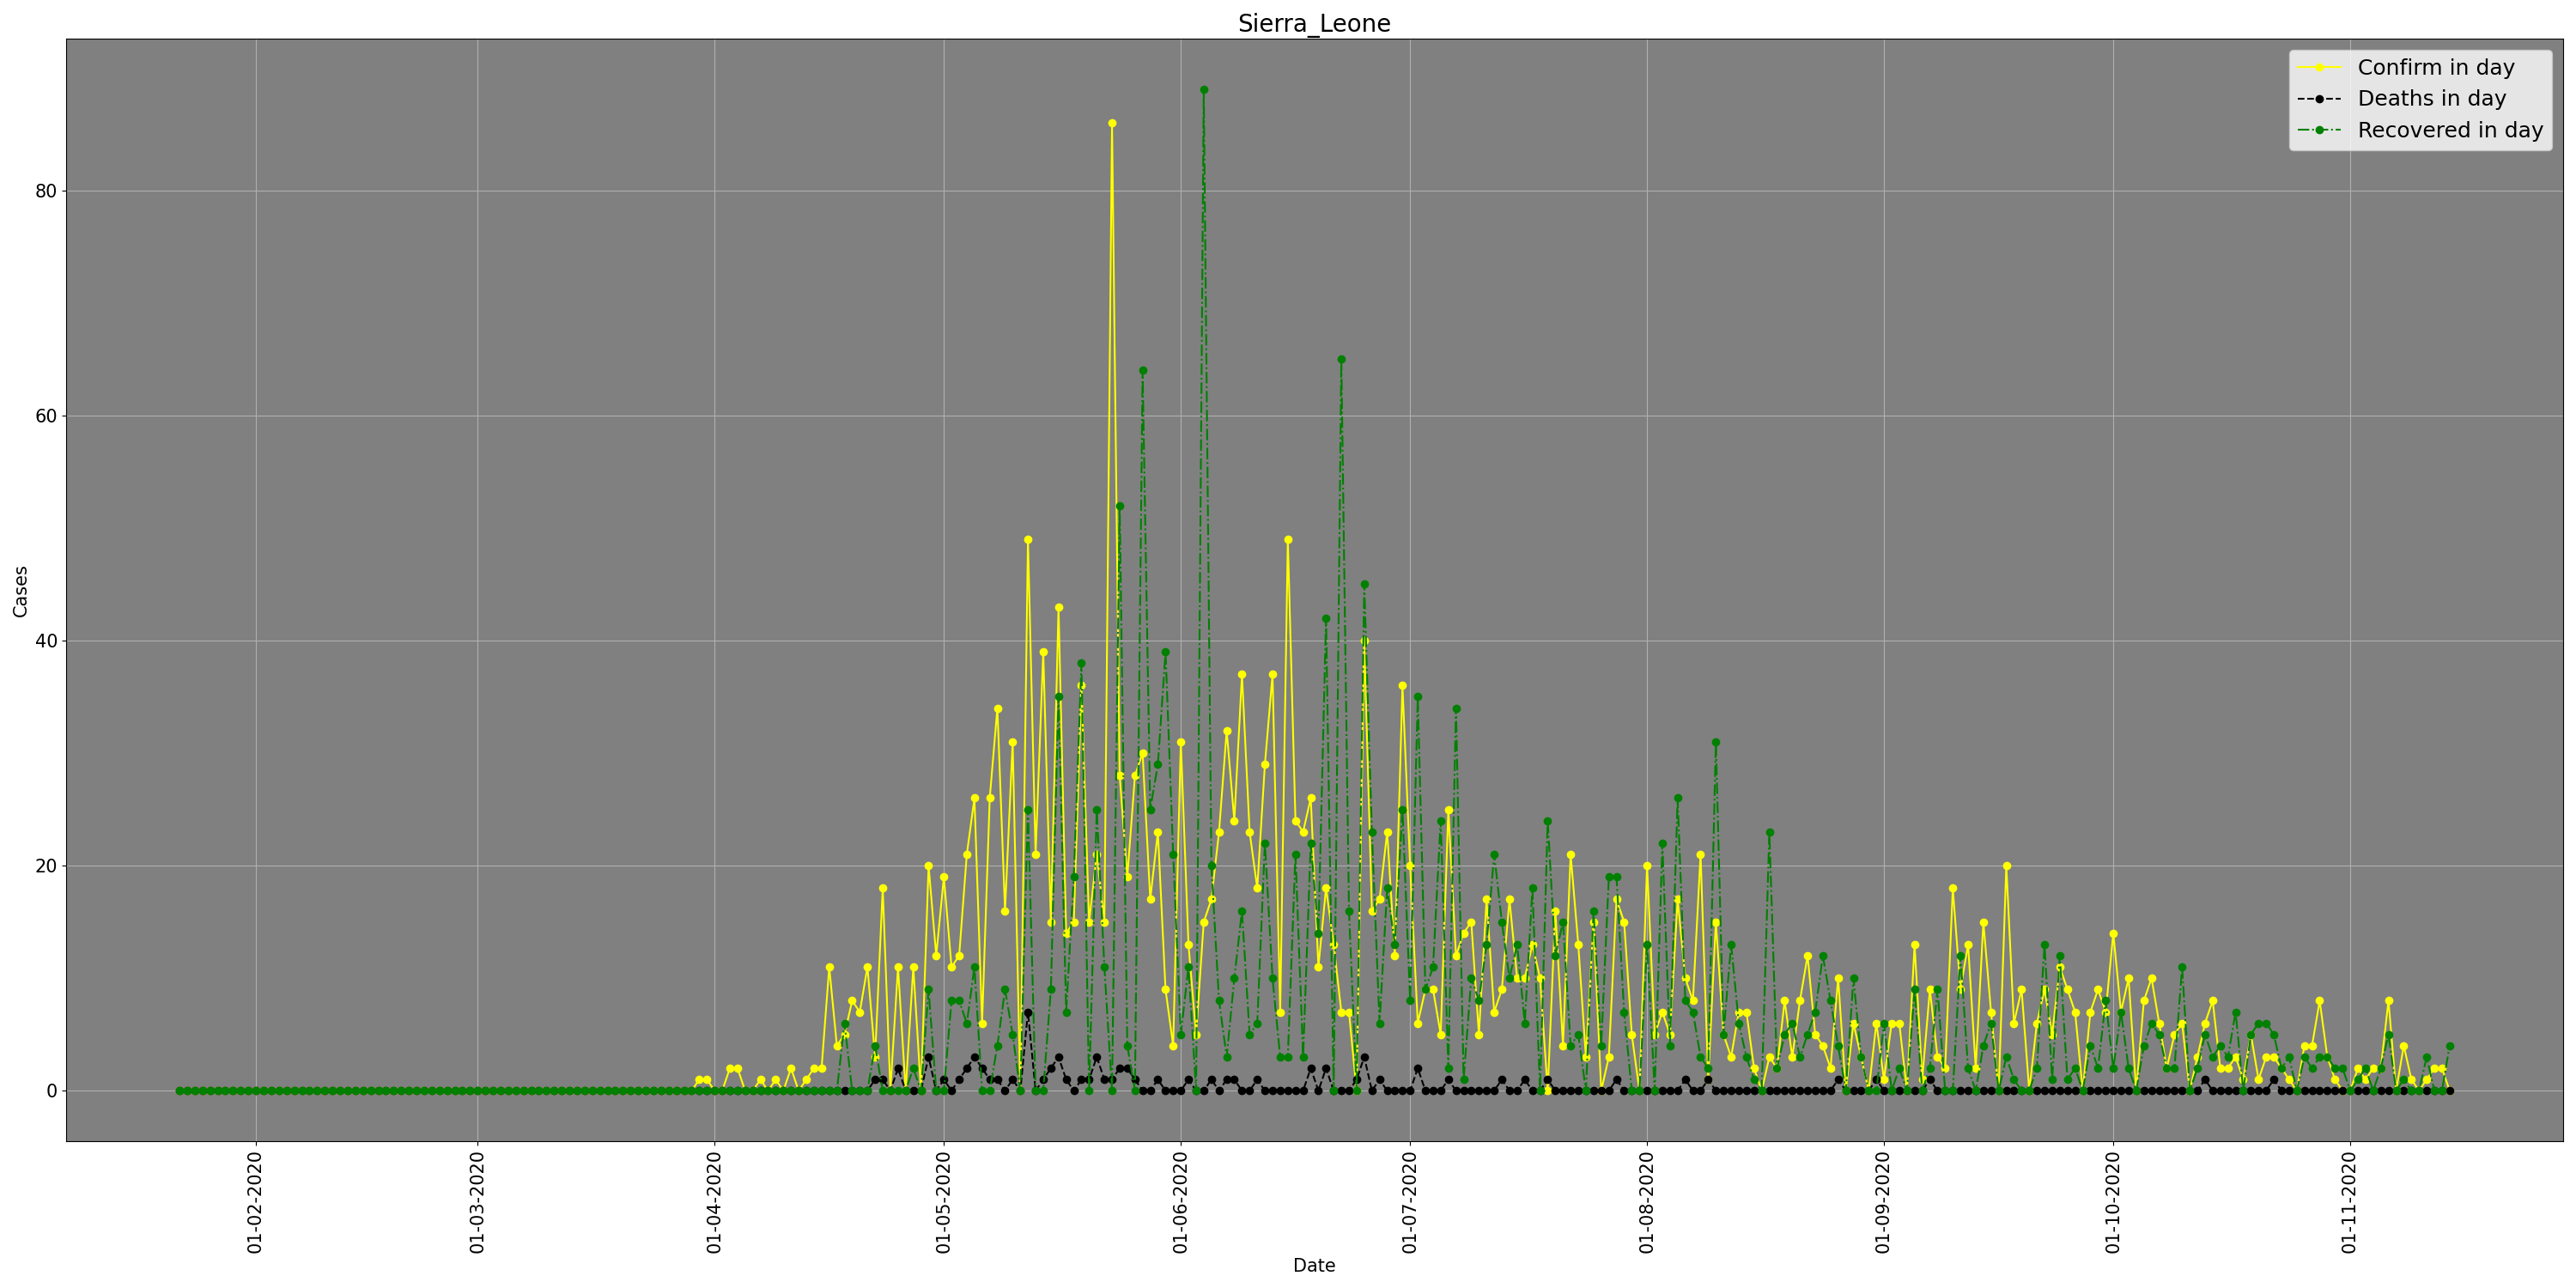 Sierra_Leone
Confirm in day
Deaths in day
Recovered in day
Cases
80
60
40
20
0
01-02-2020
01-03-2020
01-04-2020
01-05-2020
01-06-2020
01-07-2020
01-08-2020
01-09-2020
01-10-2020
01-11-2020
Date